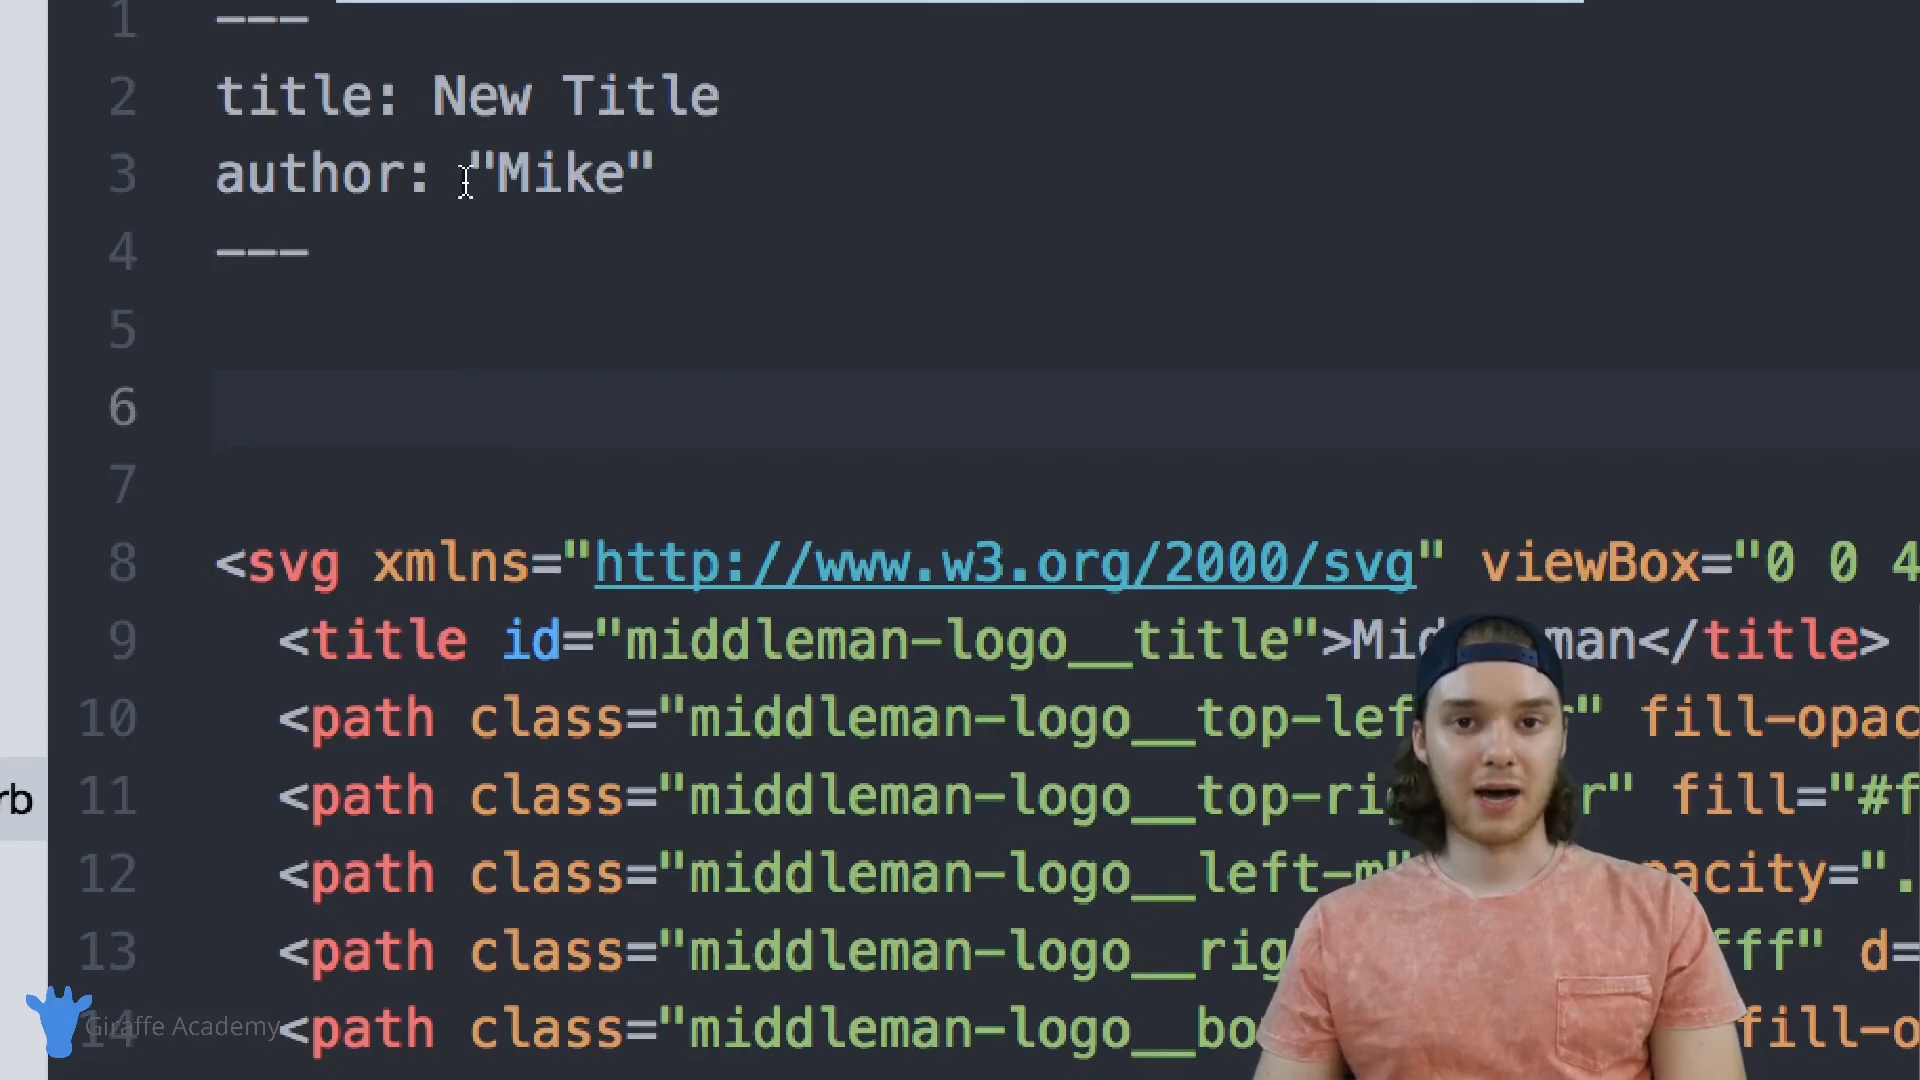 1 ---
2 title: New Title
3 author: "Mike"
4 ---
5
6
7
8 <svg xmlns="http://www.w3.org/2000/svg" viewBox="0 0 4
9 <title id="middleman-logo__title">Mid man</title>
10 <path class="middleman-logo__top-lef " fill-opac
rb 11 <path class="middleman-logo__top-ri r" fill="#f
12 <path class="middleman-logo__left-m" pacity=".
13 <path class="middleman-logo__rig fff" d=
14 <path class="middleman-logo__bo fill-o
Giraffe Academy